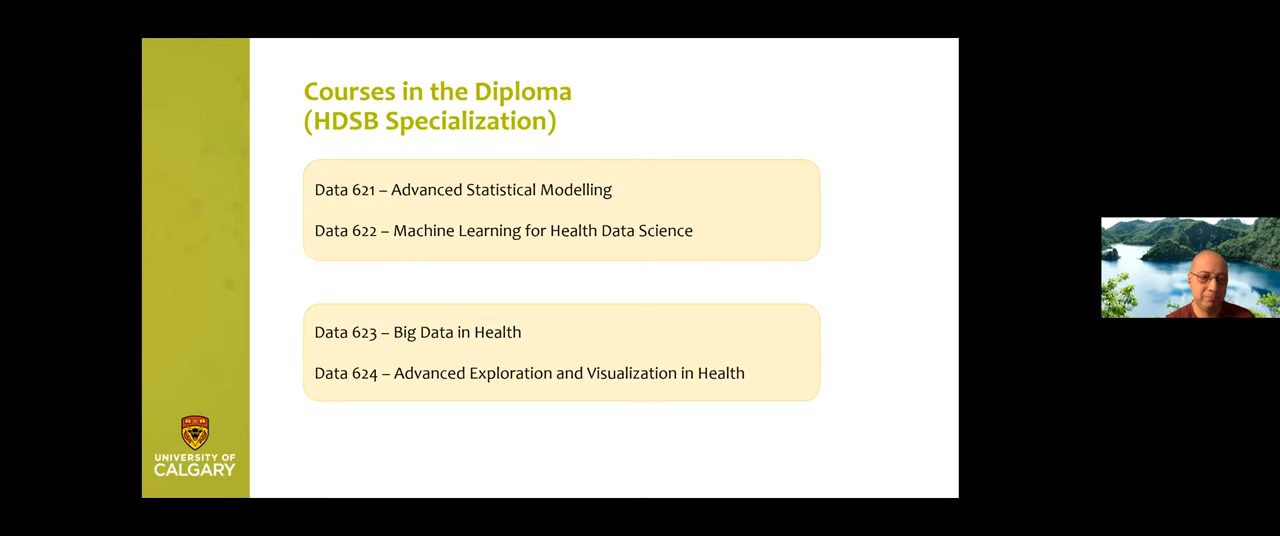 Courses in the Diploma
(HDSB Specialization)
Data 621 – Advanced Statistical Modelling
Data 622 – Machine Learning for Health Data Science
Data 623 – Big Data in Health
Data 624 – Advanced Exploration and Visualization in Health
UNIVERSITY OF
CALGARY